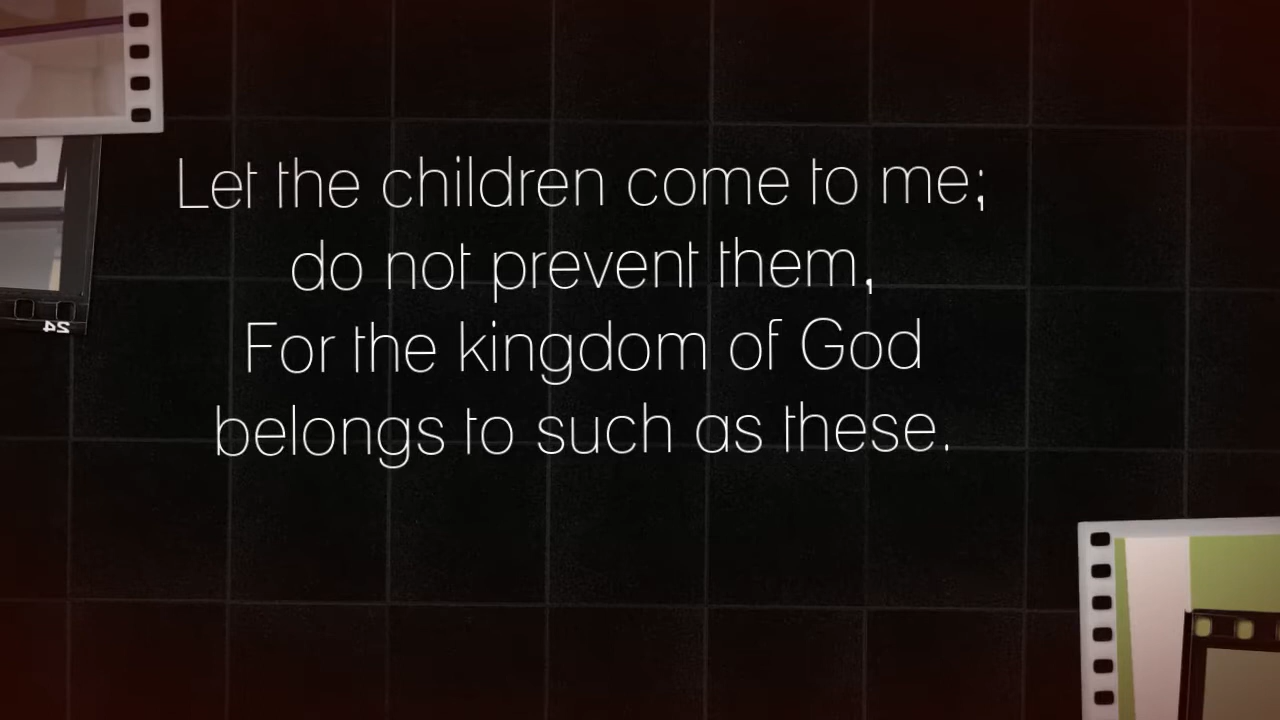 Let the children come to me;
do not prevent them,
For the kingdom of God
belongs to such as these.
24